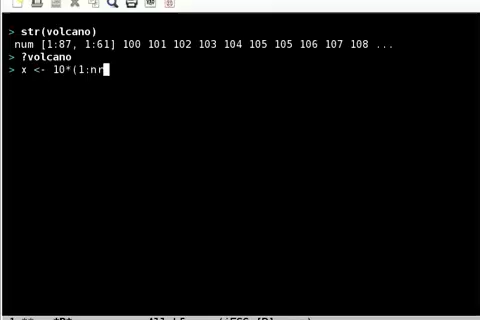 > str(volcano)
num [1:87, 1:61] 100 101 102 103 104 105 105 106 107 108 ...
> ?volcano
> x <- 10*(1:nr